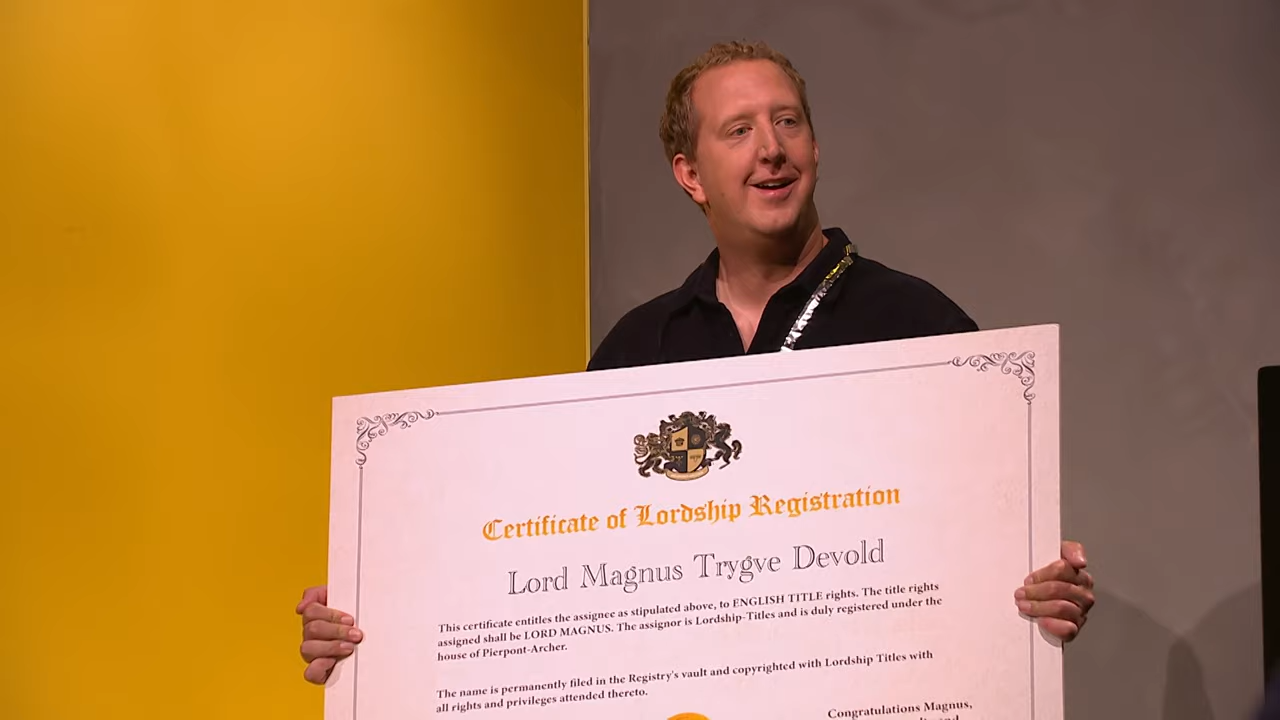 Certificate of Lordship Registration
Lord Magnus Trygve Devold
This certificate entitles the assignee as stipulated above, to ENGLISH TITLE rights. The title rights
assigned shall be LORD MAGNUS. The assignor is Lordship-Titles and is duly registered under the
house of Pierpont-Archer.
The name is permanently filed in the Registry's vault and copyrighted with Lordship Titles with
all rights and privileges attended thereto.
Congratulations Magnus,